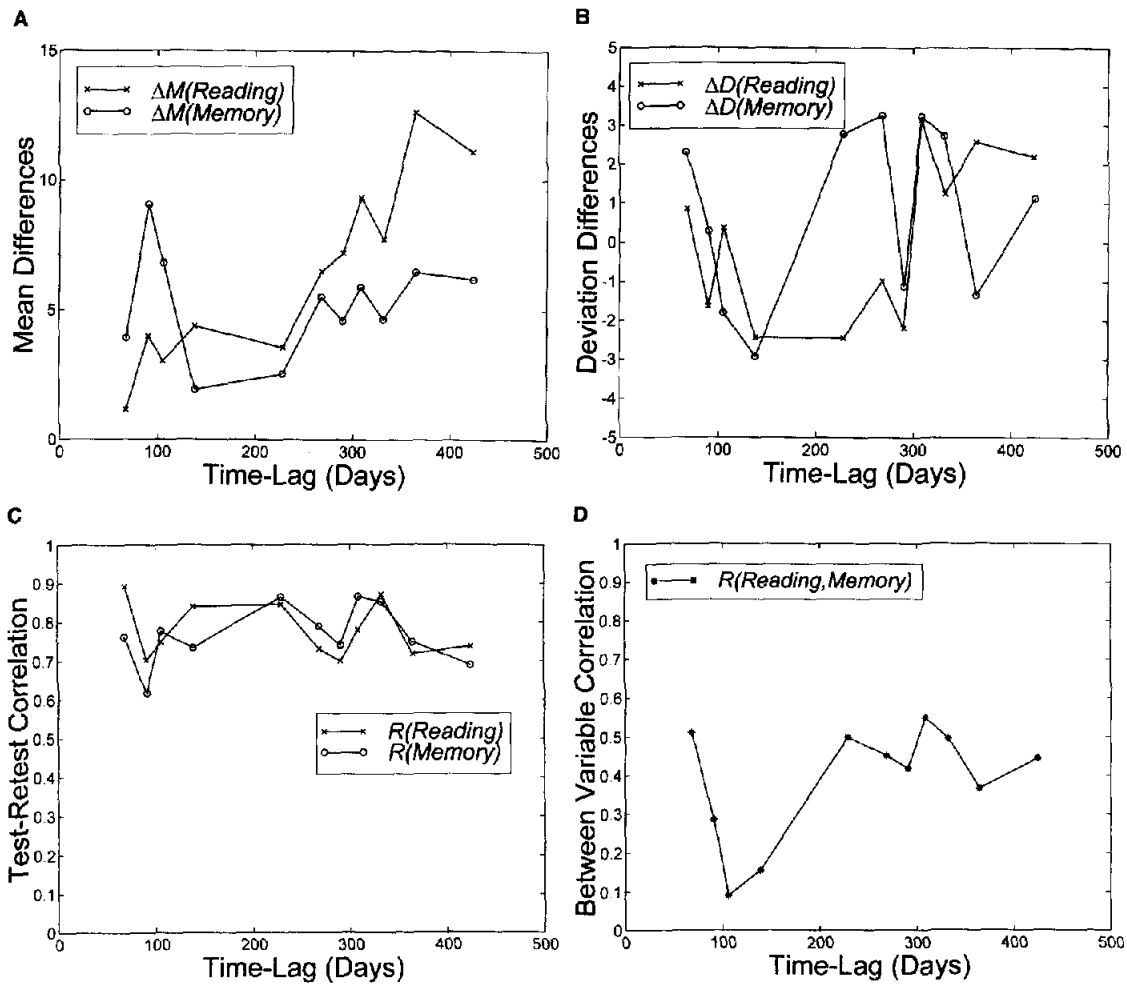 A
15
10
5
0
Mean Differences
ΔM(Reading)
ΔM(Memory)
0 100 200 300 400 500
Time-Lag (Days)
B
5
4
3
2
1
0
-1
-2
-3
-4
-5
Deviation Differences
ΔD(Reading)
ΔD(Memory)
0 100 200 300 400 500
Time-Lag (Days)
C
1
0.9
0.8
0.7
0.6
0.5
0.4
0.3
0.2
0.1
0
Test-Retest Correlation
R(Reading)
R(Memory)
0 100 200 300 400 500
Time-Lag (Days)
D
1
0.9
0.8
0.7
0.6
0.5
0.4
0.3
0.2
0.1
0
Between Variable Correlation
R(Reading,Memory)
0 100 200 300 400 500
Time-Lag (Days)